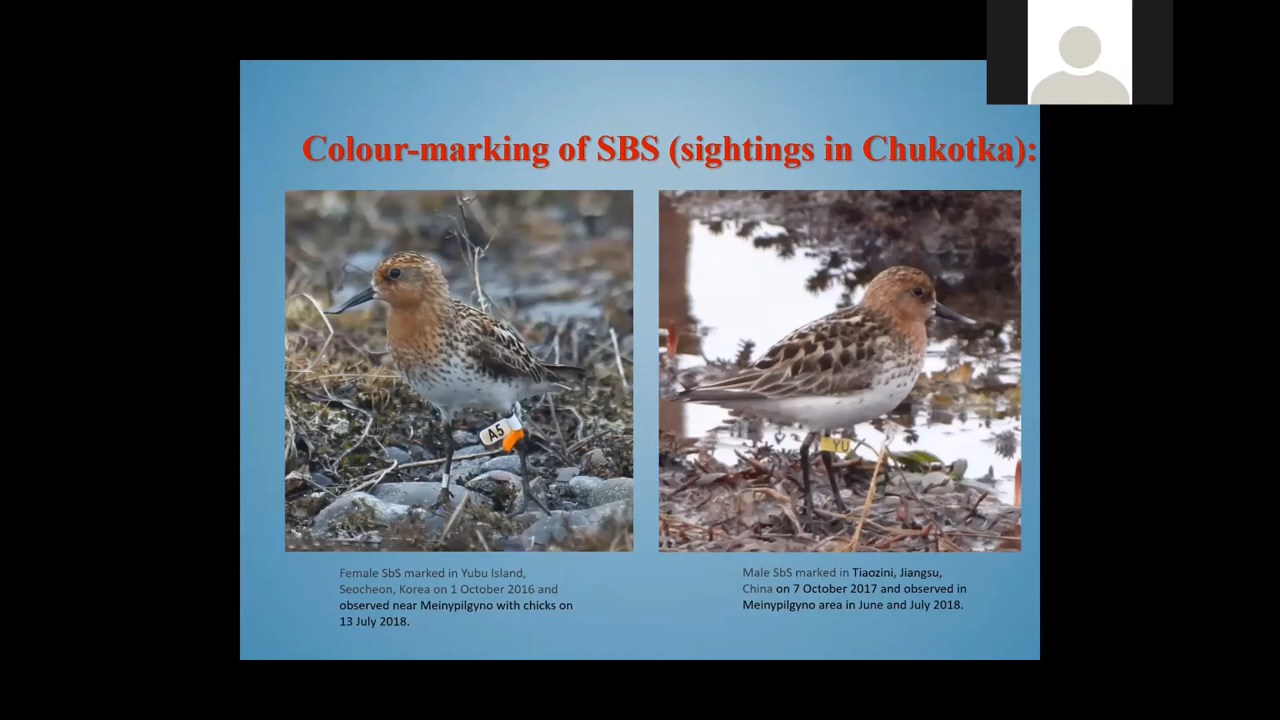 Colour-marking of SBS (sightings in Chukotka):
A5
YU
Female SbS marked in Yubu Island,
Seocheon, Korea on 1 October 2016 and
observed near Meinypilgyno with chicks on
13 July 2018.
Male SbS marked in Tiaozini, Jiangsu,
China on 7 October 2017 and observed in
Meinypilgyno area in June and July 2018.